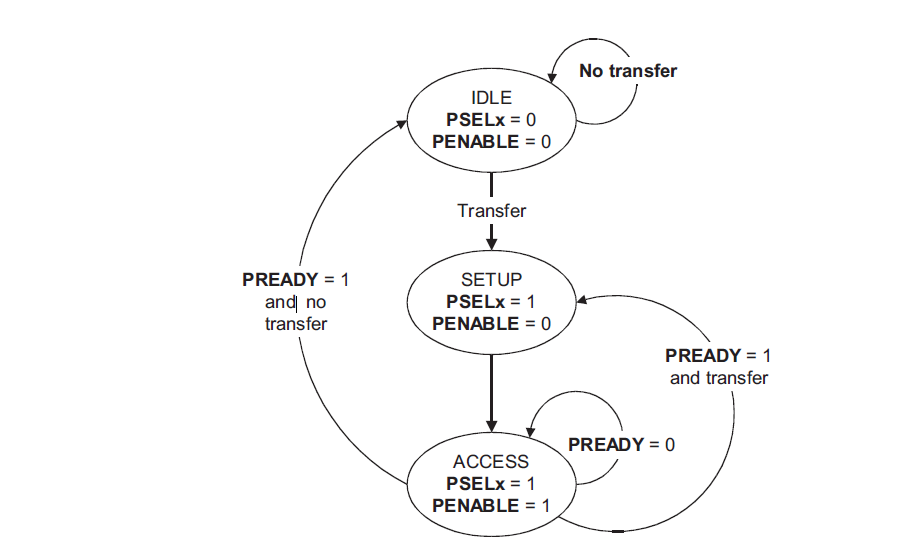 No transfer
IDLE
PSELx = 0
PENABLE = 0
Transfer
PREADY = 1
and no
transfer
SETUP
PSELx = 1
PENABLE = 0
PREADY = 1
and transfer
PREADY = 0
ACCESS
PSELx = 1
PENABLE = 1